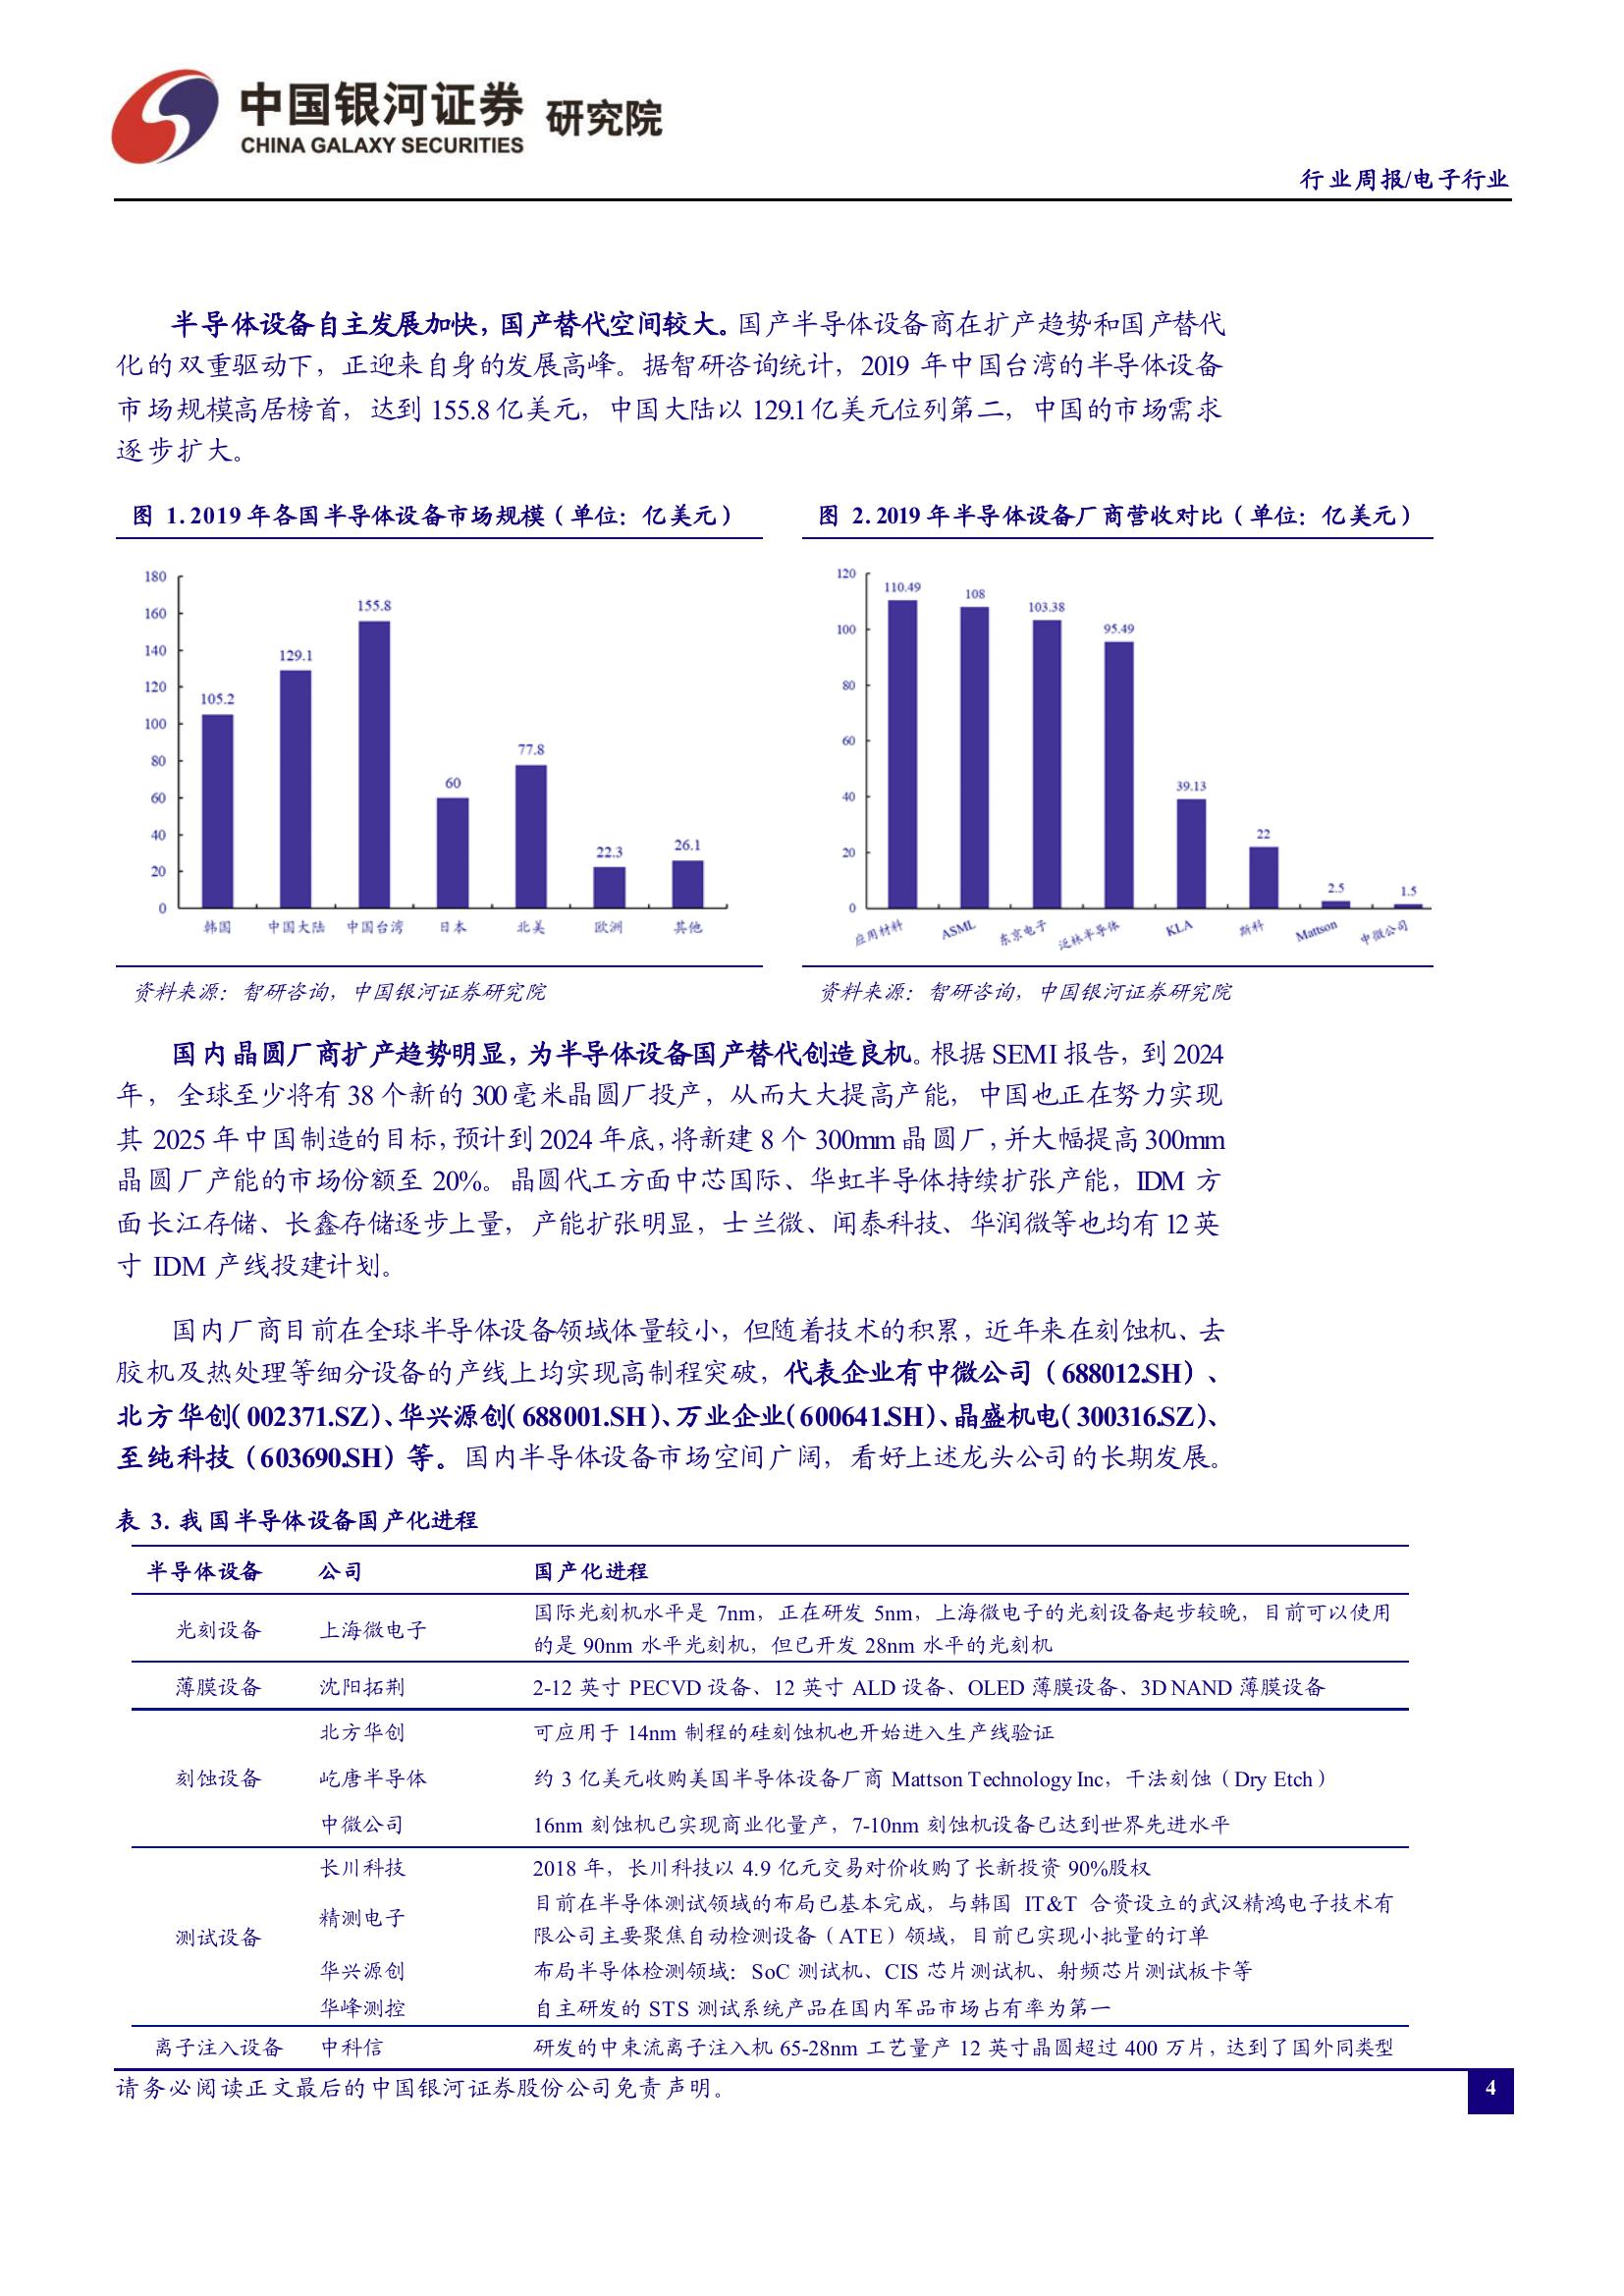 中国银河证券 研究院
CHINA GALAXY SECURITIES
行业周报/电子行业
半导体设备自主发展加快，国产替代空间较大。国产半导体设备商在扩产趋势和国产替代
化的双重驱动下，正迎来自身的发展高峰。据智研咨询统计，2019 年中国台湾的半导体设备
市场规模高居榜首，达到 155.8 亿美元，中国大陆以 129.1 亿美元位列第二，中国的市场需求
逐步扩大。
图 1. 2019 年各国半导体设备市场规模（单位：亿美元）
180
160
140
120
100
80
60
40
20
0
105.2
129.1
155.8
60
77.8
22.3
26.1
韩国 中国大陆 中国台湾 日本 北美 欧洲 其他
资料来源：智研咨询，中国银河证券研究院
图 2. 2019 年半导体设备厂商营收对比（单位：亿美元）
120
100
80
60
40
20
0
110.49
108
103.38
95.49
39.13
22
2.5
1.5
应用材料 ASML 东京电子 泛林半导体 KLA 斯科 Mattson 中微公司
资料来源：智研咨询，中国银河证券研究院
国内晶圆厂商扩产趋势明显，为半导体设备国产替代创造良机。根据 SEMI 报告，到 2024
年，全球至少将有 38 个新的 300 毫米晶圆厂投产，从而大大提高产能，中国也正在努力实现
其 2025 年中国制造的目标，预计到 2024 年底，将新建 8 个 300mm 晶圆厂，并大幅提高 300mm
晶圆厂产能的市场份额至 20%。晶圆代工方面中芯国际、华虹半导体持续扩张产能，IDM 方
面长江存储、长鑫存储逐步上量，产能扩张明显，士兰微、闻泰科技、华润微等也均有 12 英
寸 IDM 产线投建计划。
国内厂商目前在全球半导体设备领域体量较小，但随着技术的积累，近年来在刻蚀机、去
胶机及热处理等细分设备的产线上均实现高制程突破，代表企业有中微公司（688012.SH）、
北方华创（002371.SZ）、华兴源创（688001.SH）、万业企业（600641.SH）、晶盛机电（300316.SZ）、
至纯科技（603690.SH）等。国内半导体设备市场空间广阔，看好上述龙头公司的长期发展。
表 3. 我国半导体设备国产化进程
半导体设备 公司 国产化进程
光刻设备 上海微电子 国际光刻机水平是 7nm，正在研发 5nm，上海微电子的光刻设备起步较晚，目前可以使用
的是 90nm 水平光刻机，但已开发 28nm 水平的光刻机
薄膜设备 沈阳拓荆 2-12 英寸 PECVD 设备、12 英寸 ALD 设备、OLED 薄膜设备、3D NAND 薄膜设备
北方华创 可应用于 14nm 制程的硅刻蚀机也开始进入生产线验证
刻蚀设备 屹唐半导体 约 3 亿美元收购美国半导体设备厂商 Mattson Technology Inc，干法刻蚀（Dry Etch）
中微公司 16nm 刻蚀机已实现商业化量产，7-10nm 刻蚀机设备已达到世界先进水平
长川科技 2018 年，长川科技以 4.9 亿元交易对价收购了长新投资 90%股权
测试设备 精测电子 目前在半导体测试领域的布局已基本完成，与韩国 IT&T 合资设立的武汉精鸿电子技术有
限公司主要聚焦自动检测设备（ATE）领域，目前已实现小批量的订单
华兴源创 布局半导体检测领域：SoC 测试机、CIS 芯片测试机、射频芯片测试板卡等
华峰测控 自主研发的 STS 测试系统产品在国内军品市场占有率为第一
离子注入设备 中科信 研发的中束流离子注入机 65-28nm 工艺量产 12 英寸晶圆超过 400 万片，达到了国外同类型
请务必阅读正文最后的中国银河证券股份公司免责声明。
4